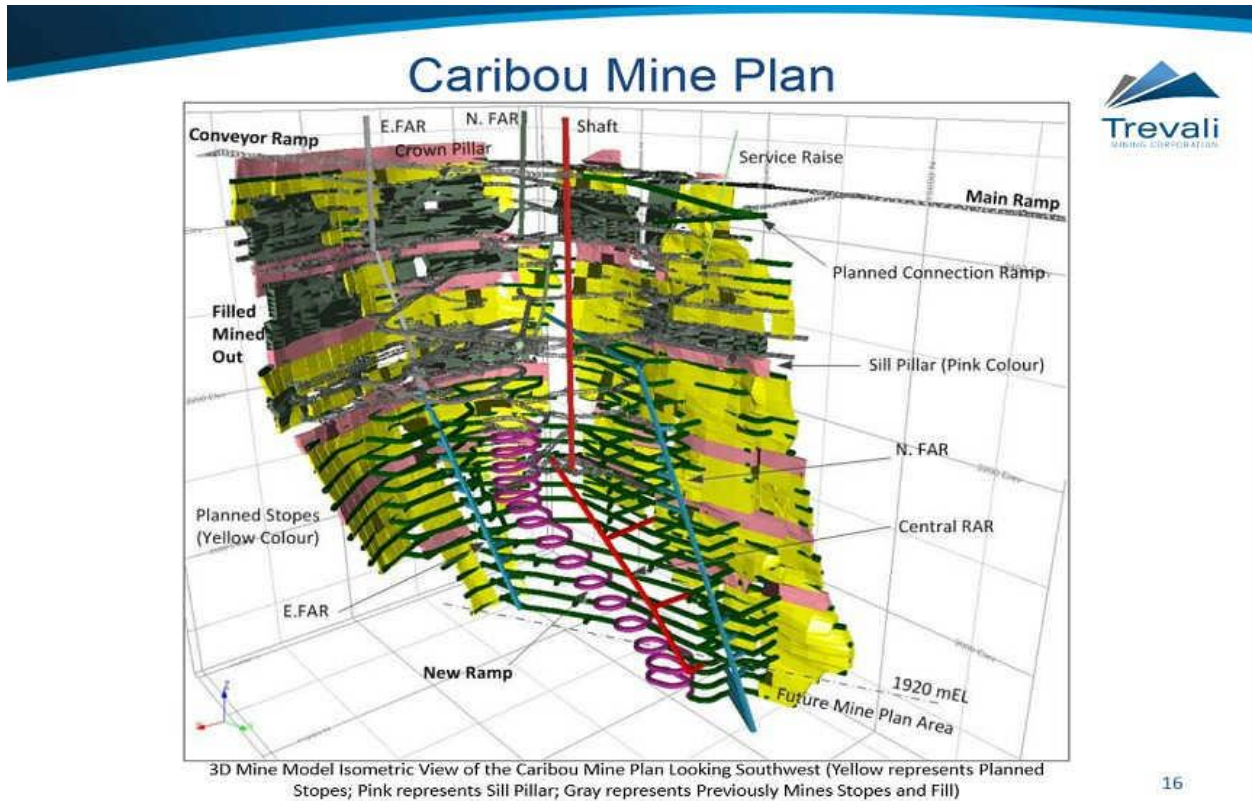 Caribou Mine Plan
Trevali
MINING CORPORATION
E.FAR
N. FAR
Shaft
Conveyor Ramp
Crown Pillar
Service Raise
Main Ramp
Planned Connection Ramp
Filled
Mined
Out
Sill Pillar (Pink Colour)
N. FAR
Planned Stopes
(Yellow Colour)
Central RAR
E.FAR
New Ramp
1920 mEL
Future Mine Plan Area
3D Mine Model Isometric View of the Caribou Mine Plan Looking Southwest (Yellow represents Planned
Stopes; Pink represents Sill Pillar; Gray represents Previously Mines Stopes and Fill)
16